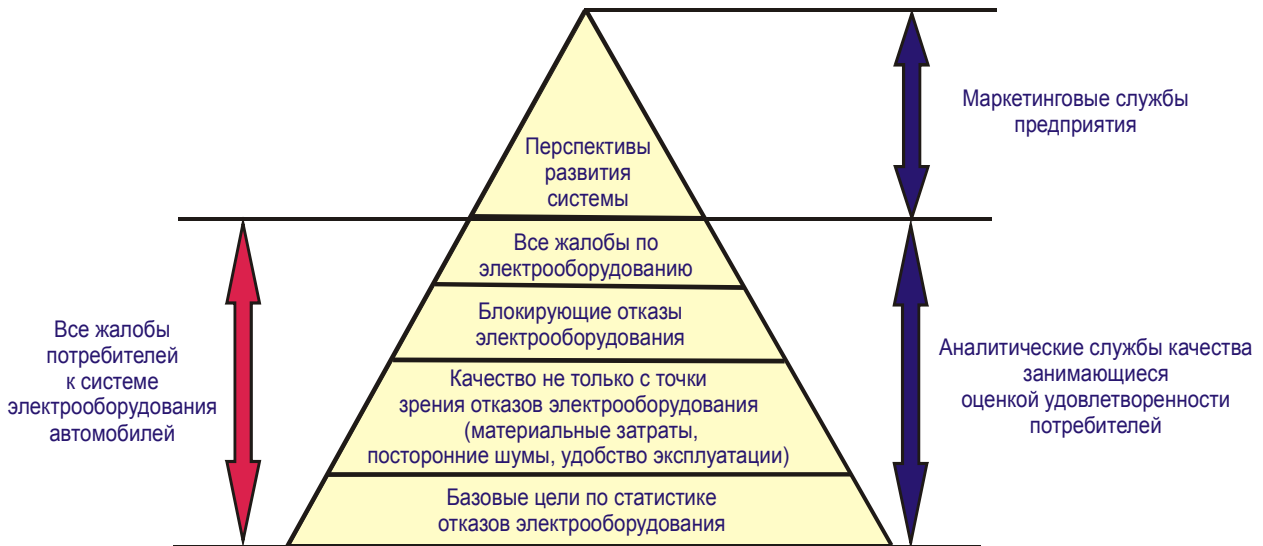 Маркетинговые службы
предприятия
Перспективы
развития
системы
Все жалобы по
электрооборудованию
Блокирующие отказы
электрооборудования
Качество не только с точки
зрения отказов электрооборудования
(материальные затраты,
посторонние шумы, удобство эксплуатации)
Базовые цели по статистике
отказов электрооборудования
Все жалобы
потребителей
к системе
электрооборудования
автомобилей
Аналитические службы качества
занимающиеся
оценкой удовлетворенности
потребителей